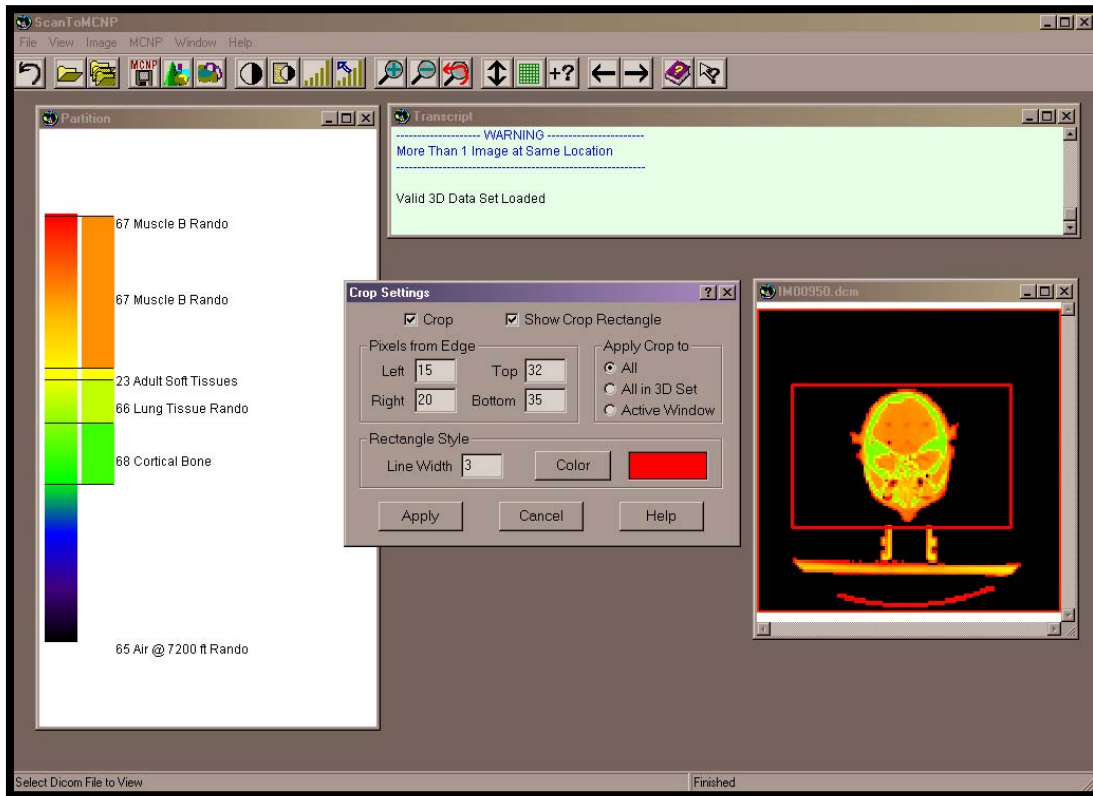 ScanToMCNP
File View Image MCNP Window Help
MCNP
+?
Partition
67 Muscle B Rando
67 Muscle B Rando
23 Adult Soft Tissues
66 Lung Tissue Rando
68 Cortical Bone
65 Air @ 7200 ft Rando
Transcript
-------------------- WARNING -----------------------
More Than 1 Image at Same Location
------------------------------------------------------------
Valid 3D Data Set Loaded
Crop Settings
Crop Show Crop Rectangle
Pixels from Edge
Left 15 Top 32
Right 20 Bottom 35
Apply Crop to
All
All in 3D Set
Active Window
Rectangle Style
Line Width 3 Color
Apply Cancel Help
IM00950.dcm
Select Dicom File to View
Finished